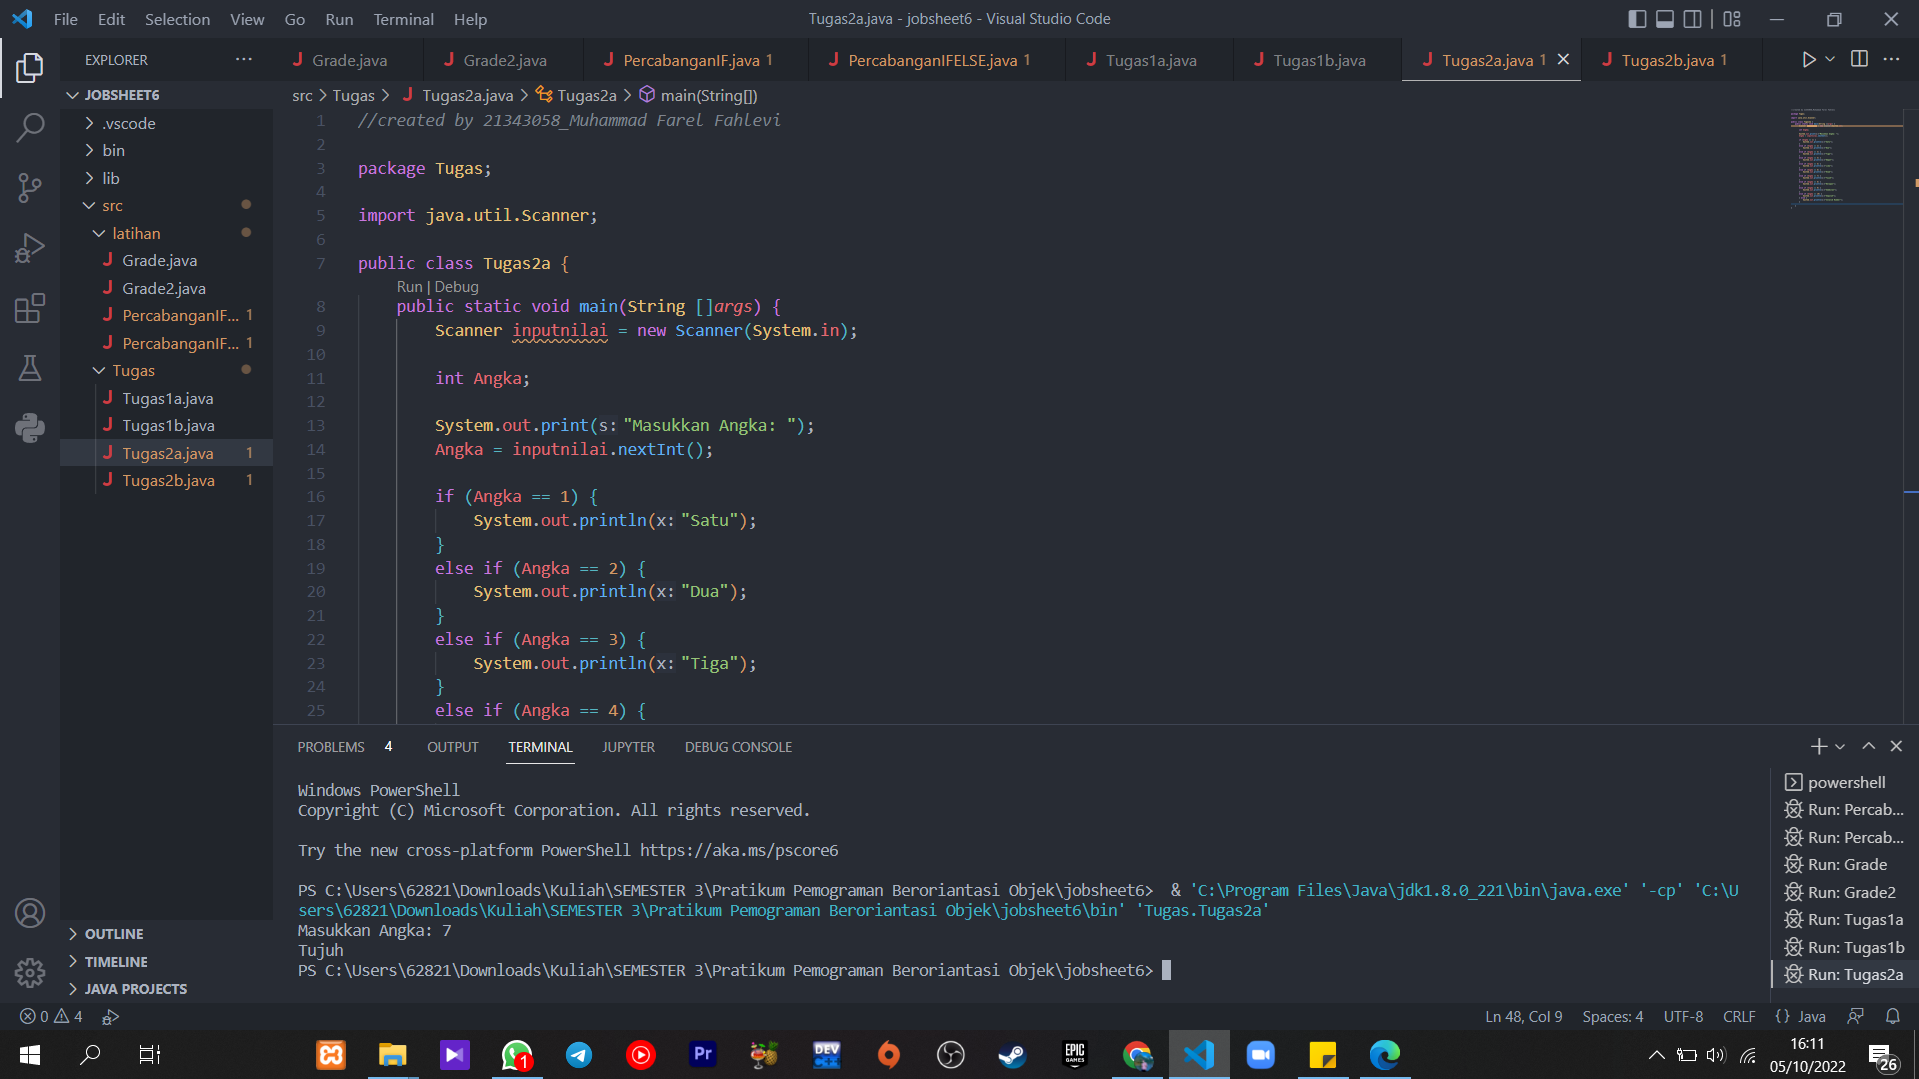 File Edit Selection View Go Run Terminal Help
Tugas2a.java - jobsheet6 - Visual Studio Code
EXPLORER
Grade.java
Grade2.java
PercabanganIF.java 1
PercabanganIFELSE.java 1
Tugas1a.java
Tugas1b.java
Tugas2a.java 1
Tugas2b.java 1
JOBSHEET6
.vscode
bin
lib
src
latihan
Grade.java
Grade2.java
PercabanganIF... 1
PercabanganIF... 1
Tugas
Tugas1a.java
Tugas1b.java
Tugas2a.java 1
Tugas2b.java 1
OUTLINE
TIMELINE
JAVA PROJECTS
src > Tugas > Tugas2a.java > Tugas2a > main(String[])
1 //created by 21343058_Muhammad Farel Fahlevi
2
3 package Tugas;
4
5 import java.util.Scanner;
6
7 public class Tugas2a {
Run | Debug
8 public static void main(String []args) {
9 Scanner inputnilai = new Scanner(System.in);
10
11 int Angka;
12
13 System.out.print(s: "Masukkan Angka: ");
14 Angka = inputnilai.nextInt();
15
16 if (Angka == 1) {
17 System.out.println(x: "Satu");
18 }
19 else if (Angka == 2) {
20 System.out.println(x: "Dua");
21 }
22 else if (Angka == 3) {
23 System.out.println(x: "Tiga");
24 }
25 else if (Angka == 4) {
PROBLEMS 4 OUTPUT TERMINAL JUPYTER DEBUG CONSOLE
Windows PowerShell
Copyright (C) Microsoft Corporation. All rights reserved.
Try the new cross-platform PowerShell https://aka.ms/pscore6
PS C:\Users\62821\Downloads\Kuliah\SEMESTER 3\Pratikum Pemograman Beroriantasi Objek\jobsheet6> & 'C:\Program Files\Java\jdk1.8.0_221\bin\java.exe' '-cp' 'C:\U
sers\62821\Downloads\Kuliah\SEMESTER 3\Pratikum Pemograman Beroriantasi Objek\jobsheet6\bin' 'Tugas.Tugas2a'
Masukkan Angka: 7
Tujuh
PS C:\Users\62821\Downloads\Kuliah\SEMESTER 3\Pratikum Pemograman Beroriantasi Objek\jobsheet6>
powershell
Run: Percab...
Run: Percab...
Run: Grade
Run: Grade2
Run: Tugas1a
Run: Tugas1b
Run: Tugas2a
0 4
Ln 48, Col 9 Spaces: 4 UTF-8 CRLF {} Java
1
Pr
DEV C++
EPIC GAMES
16:11
05/10/2022
26